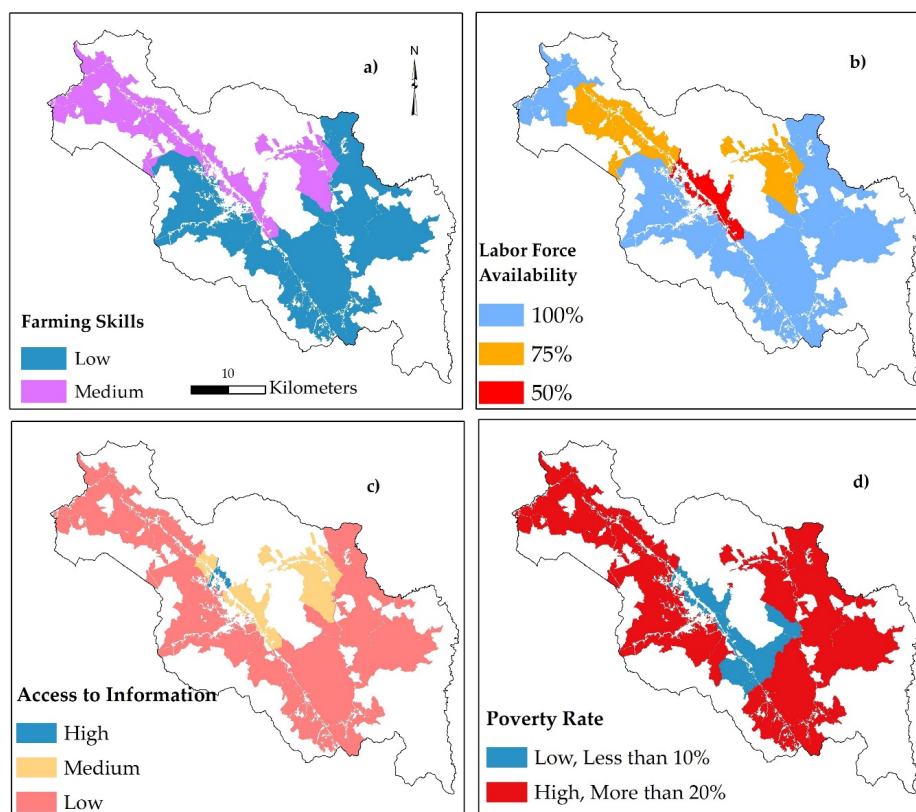 a)
N
Farming Skills
Low
Medium
10
Kilometers
b)
Labor Force
Availability
100%
75%
50%
c)
Access to Information
High
Medium
Low
d)
Poverty Rate
Low, Less than 10%
High, More than 20%